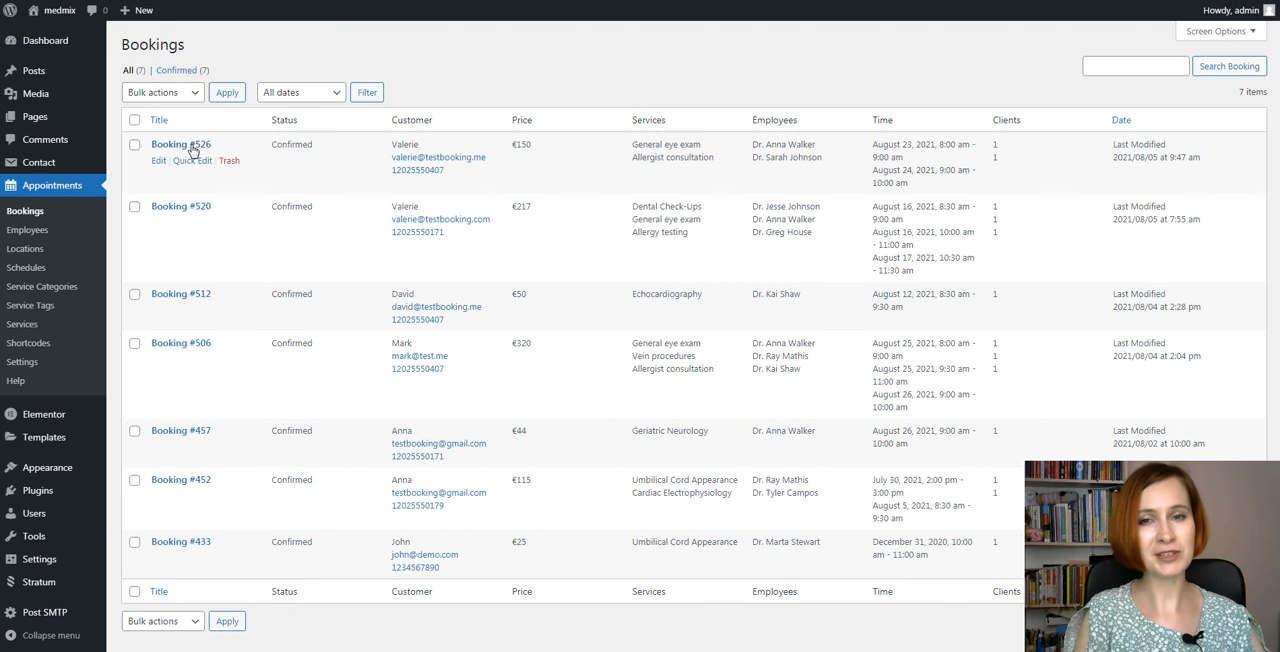 medmix 0 New Howdy, admin
Screen Options
Dashboard
Posts
Media
Pages
Comments
Contact
Appointments
Bookings
Employees
Locations
Schedules
Service Categories
Service Tags
Services
Shortcodes
Settings
Help
Elementor
Templates
Appearance
Plugins
Users
Tools
Settings
Stratum
Post SMTP
Collapse menu
Bookings
All (7) | Confirmed (7)
Search Booking
Bulk actions Apply All dates Filter 7 items
Title Status Customer Price Services Employees Time Clients Date
Booking #526 Confirmed Valerie €150 General eye exam Dr. Anna Walker August 23, 2021, 8:00 am - 1 Last Modified
valerie@testbooking.me Allergist consultation Dr. Sarah Johnson 9:00 am 1 2021/08/05 at 9:47 am
Edit | Quick Edit | Trash
12025550407 August 24, 2021, 9:00 am -
10:00 am
Booking #520 Confirmed Valerie €217 Dental Check-Ups Dr. Jesse Johnson August 16, 2021, 8:30 am - 1 Last Modified
valerie@testbooking.com General eye exam Dr. Anna Walker 9:00 am 1 2021/08/05 at 7:55 am
12025550171 Allergy testing Dr. Greg House August 16, 2021, 10:00 am 1
- 11:00 am
August 17, 2021, 10:30 am
- 11:30 am
Booking #512 Confirmed David €50 Echocardiography Dr. Kai Shaw August 12, 2021, 8:30 am - 1 Last Modified
david@testbooking.me 9:30 am 2021/08/04 at 2:28 pm
12025550407
Booking #506 Confirmed Mark €320 General eye exam Dr. Anna Walker August 25, 2021, 8:00 am - 1 Last Modified
mark@test.me Vein procedures Dr. Ray Mathis 9:00 am 1 2021/08/04 at 2:04 pm
12025550407 Allergist consultation Dr. Kai Shaw August 25, 2021, 9:30 am - 1
11:00 am
August 26, 2021, 9:00 am -
10:00 am
Booking #457 Confirmed Anna €44 Geriatric Neurology Dr. Anna Walker August 26, 2021, 9:00 am - 1 Last Modified
testbooking@gmail.com 10:00 am 2021/08/02 at 10:00 am
12025550171
Booking #452 Confirmed Anna €115 Umbilical Cord Appearance Dr. Ray Mathis July 30, 2021, 2:00 pm - 1
testbooking@gmail.com Cardiac Electrophysiology Dr. Tyler Campos 3:00 pm 1
12025550179 August 5, 2021, 8:30 am -
9:30 am
Booking #433 Confirmed John €25 Umbilical Cord Appearance Dr. Marta Stewart December 31, 2020, 10:00 1
john@demo.com am - 11:00 am
1234567890
Title Status Customer Price Services Employees Time Clients
Bulk actions Apply